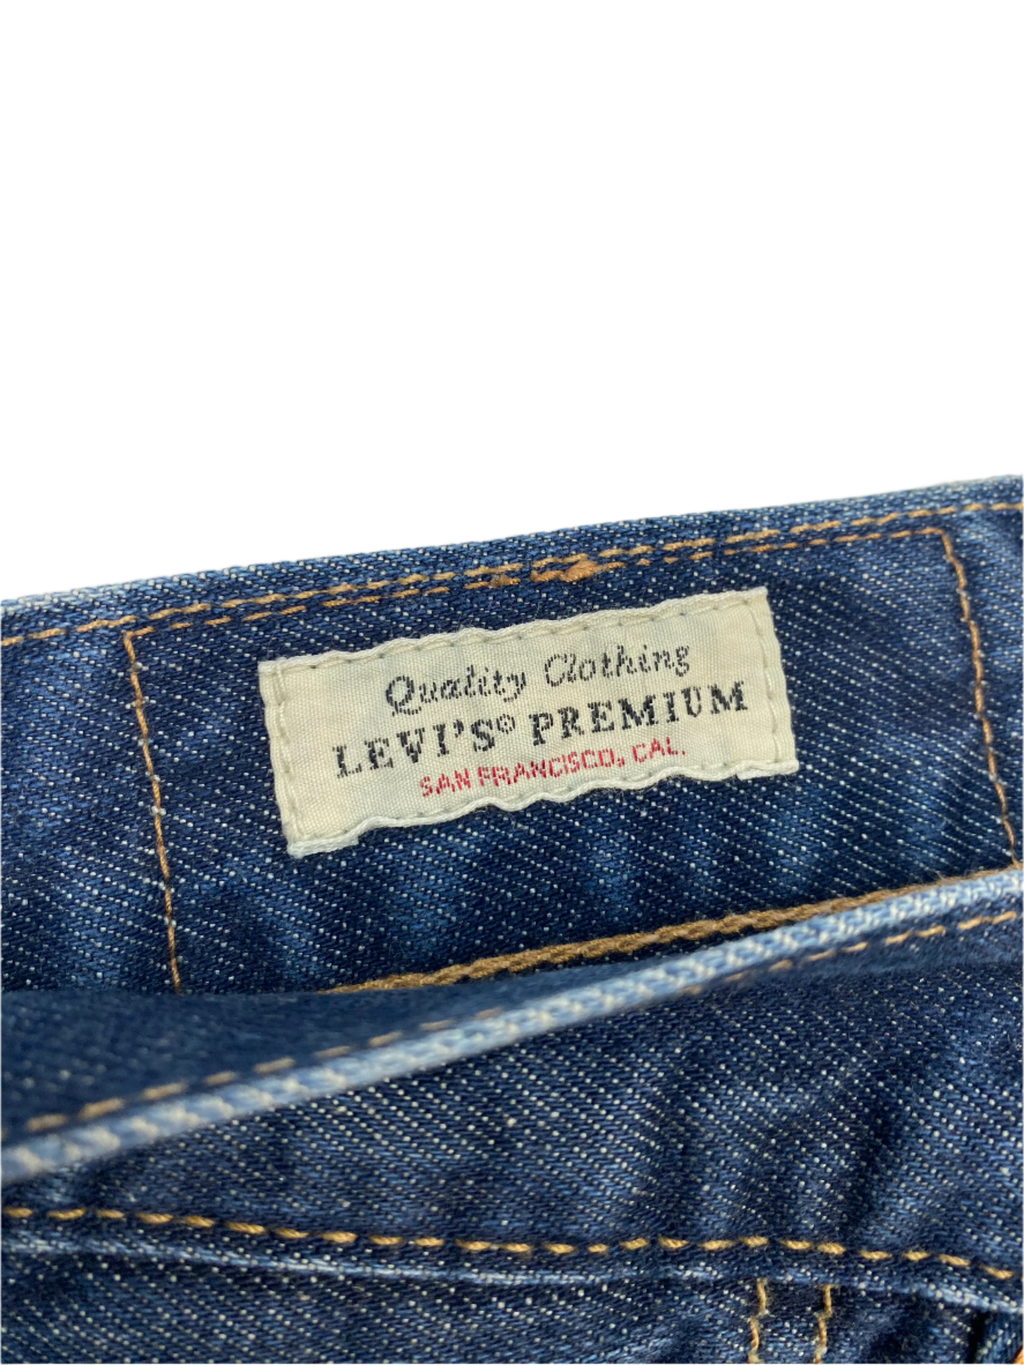 Quality Clothing
LEVI'S® PREMIUM
SAN FRANCISCO, CAL.